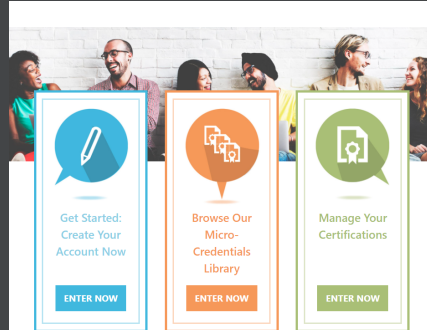 Get Started:
Create Your
Account Now
ENTER NOW
Browse Our
Micro-
Credentials
Library
ENTER NOW
Manage Your
Certifications
ENTER NOW